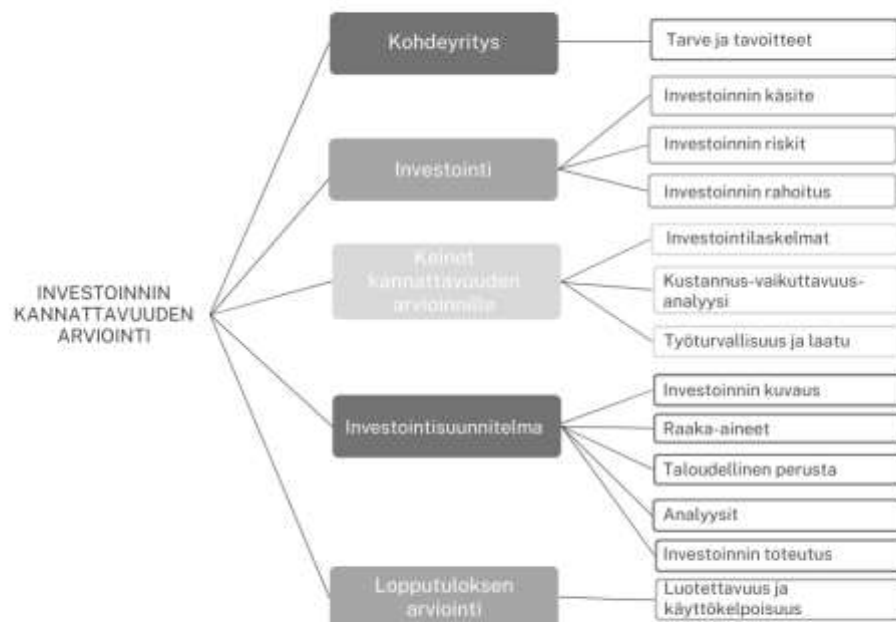 INVESTOINNIN
KANNATTAVUUDEN
ARVIOINTI
Kohdeyritys
Tarve ja tavoitteet
Investointi
Investoinnin käsite
Investoinnin riskit
Investoinnin rahoitus
Keinot
kannattavuuden
arvioinnille
Investointilaskelmat
Kustannus-vaikuttavuus-
analyysi
Työturvallisuus ja laatu
Investointisuunnitelma
Investoinnin kuvaus
Raaka-aineet
Taloudellinen perusta
Analyysit
Investoinnin toteutus
Lopputuloksen
arviointi
Luotettavuus ja
käyttökelpoisuus